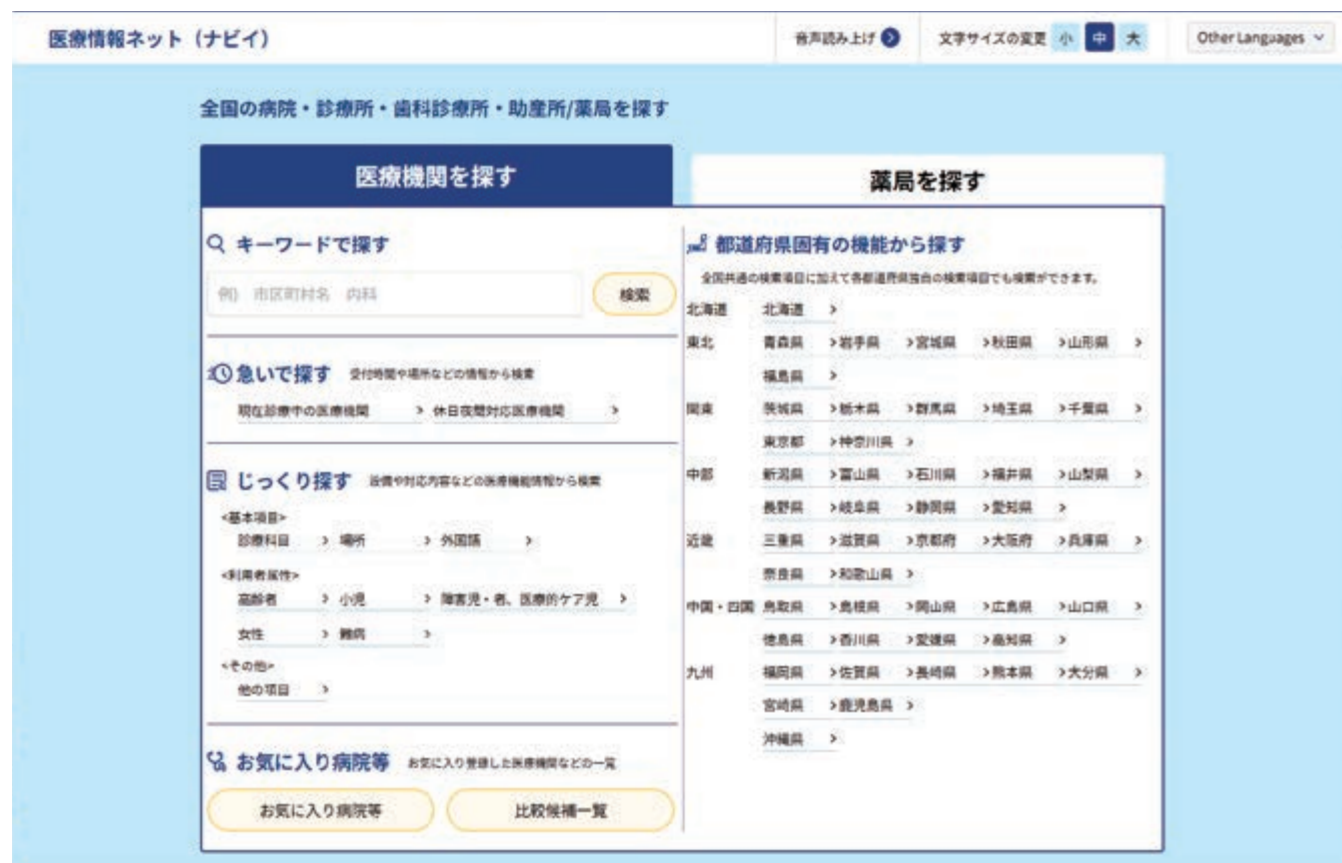 医療情報ネット（ナビイ）
音声読み上げ
文字サイズの変更 小 中 大
Other Languages
全国の病院・診療所・歯科診療所・助産所/薬局を探す
医療機関を探す
薬局を探す
キーワードで探す
例) 市区町村名 内科
検索
急いで探す 受付時間や場所などの情報から検索
現在診療中の医療機関 > 休日夜間対応医療機関 >
じっくり探す 設備や対応内容などの医療機能情報から検索
<基本項目>
診療科目 > 場所 > 外国語 >
<利用者属性>
高齢者 > 小児 > 障害児・者、医療的ケア児 >
女性 > 難病 >
<その他>
他の項目 >
お気に入り病院等 お気に入り登録した医療機関などの一覧
お気に入り病院等
比較候補一覧
都道府県固有の機能から探す
全国共通の検索項目に加えて各都道府県独自の検索項目でも検索ができます。
北海道 北海道 >
東北 青森県 >岩手県 >宮城県 >秋田県 >山形県 >
福島県 >
関東 茨城県 >栃木県 >群馬県 >埼玉県 >千葉県 >
東京都 >神奈川県 >
中部 新潟県 >富山県 >石川県 >福井県 >山梨県 >
長野県 >岐阜県 >静岡県 >愛知県 >
近畿 三重県 >滋賀県 >京都府 >大阪府 >兵庫県 >
奈良県 >和歌山県 >
中国・四国 鳥取県 >島根県 >岡山県 >広島県 >山口県 >
徳島県 >香川県 >愛媛県 >高知県 >
九州 福岡県 >佐賀県 >長崎県 >熊本県 >大分県 >
宮崎県 >鹿児島県 >
沖縄県 >